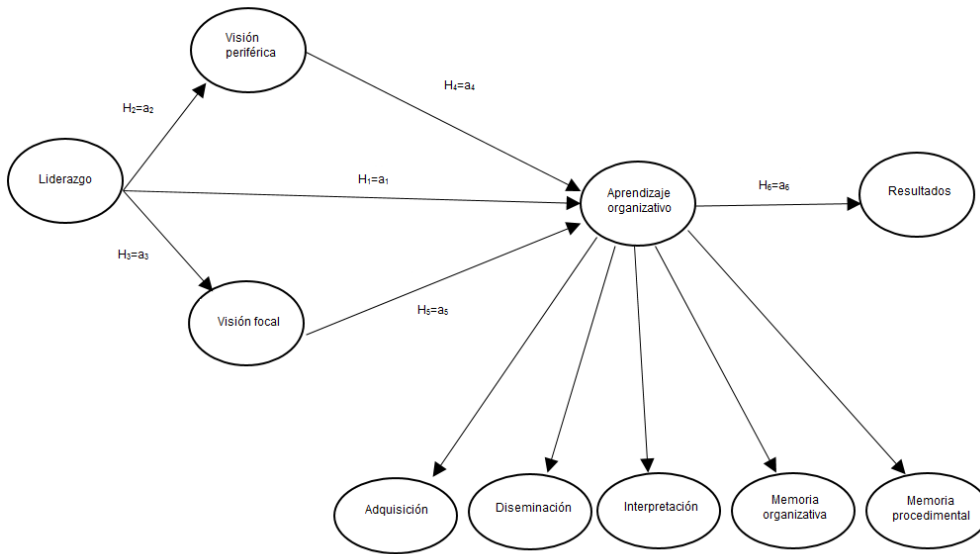 Visión
periférica
H₄=a₄
H₂=a₂
Liderazgo
H₁=a₁
Aprendizaje
organizativo
H₆=a₆
Resultados
H₃=a₃
Visión focal
H₅=a₅
Adquisición
Diseminación
Interpretación
Memoria
organizativa
Memoria
procedimental